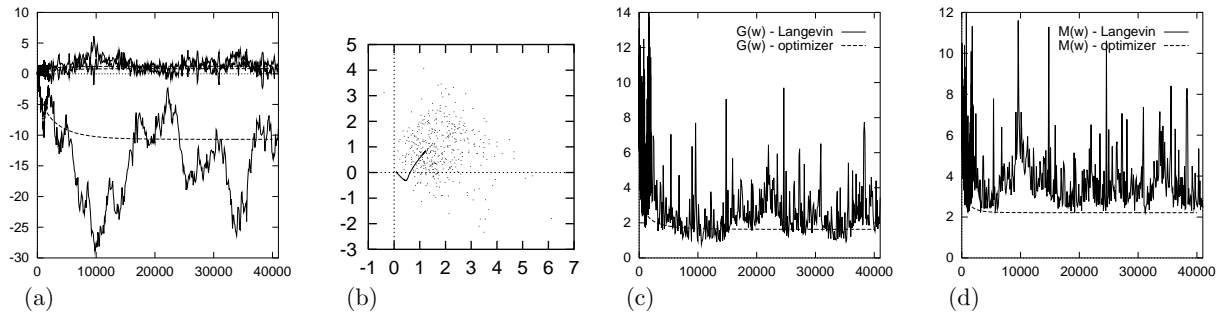 10
5
0
-5
-10
-15
-20
-25
-30
0 10000 20000 30000 40000
(a)
5
4
3
2
1
0
-1
-2
-3
-1 0 1 2 3 4 5 6 7
(b)
14
12
10
8
6
4
2
0
G(w) - Langevin
G(w) - optimizer
0 10000 20000 30000 40000
(c)
12
10
8
6
4
2
0
M(w) - Langevin
M(w) - optimizer
0 10000 20000 30000 40000
(d)